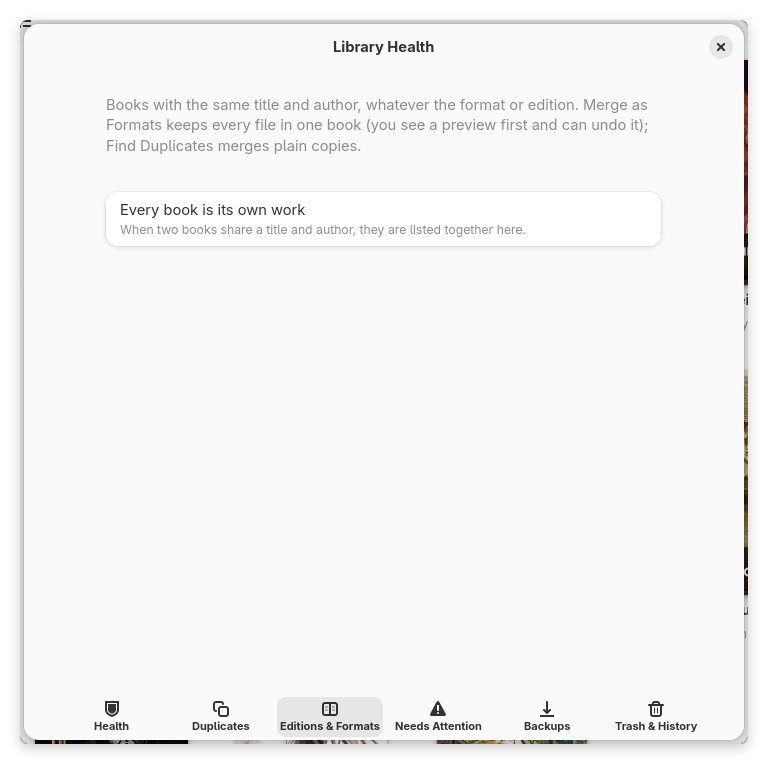 Library Health
Books with the same title and author, whatever the format or edition. Merge as
Formats keeps every file in one book (you see a preview first and can undo it);
Find Duplicates merges plain copies.
Every book is its own work
When two books share a title and author, they are listed together here.
Health
Duplicates
Editions & Formats
Needs Attention
Backups
Trash & History